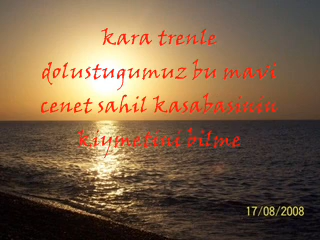 kara trenle
dolustugumuz bu mavi
cenet sahil kasabasinin
kiymetini bilme
17/08/2008